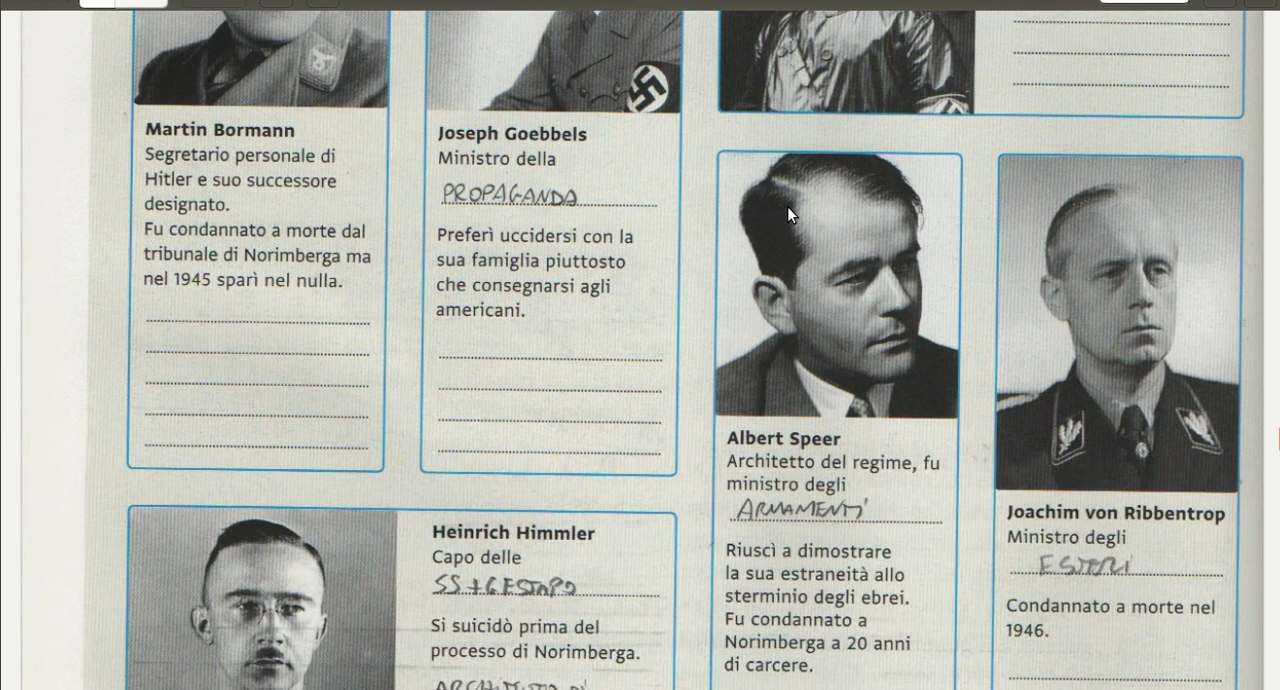 Martin Bormann
Segretario personale di
Hitler e suo successore
designato.
Fu condannato a morte dal
tribunale di Norimberga ma
nel 1945 sparì nel nulla.
Joseph Goebbels
Ministro della
PROPAGANDA
Preferì uccidersi con la
sua famiglia piuttosto
che consegnarsi agli
americani.
Albert Speer
Architetto del regime, fu
ministro degli
ARMAMENTI
Riuscì a dimostrare
la sua estraneità allo
sterminio degli ebrei.
Fu condannato a
Norimberga a 20 anni
di carcere.
Joachim von Ribbentrop
Ministro degli
ESTERI
Condannato a morte nel
1946.
Heinrich Himmler
Capo delle
SS + GESTAPO
Si suicidò prima del
processo di Norimberga.
ARCHITETTO DI